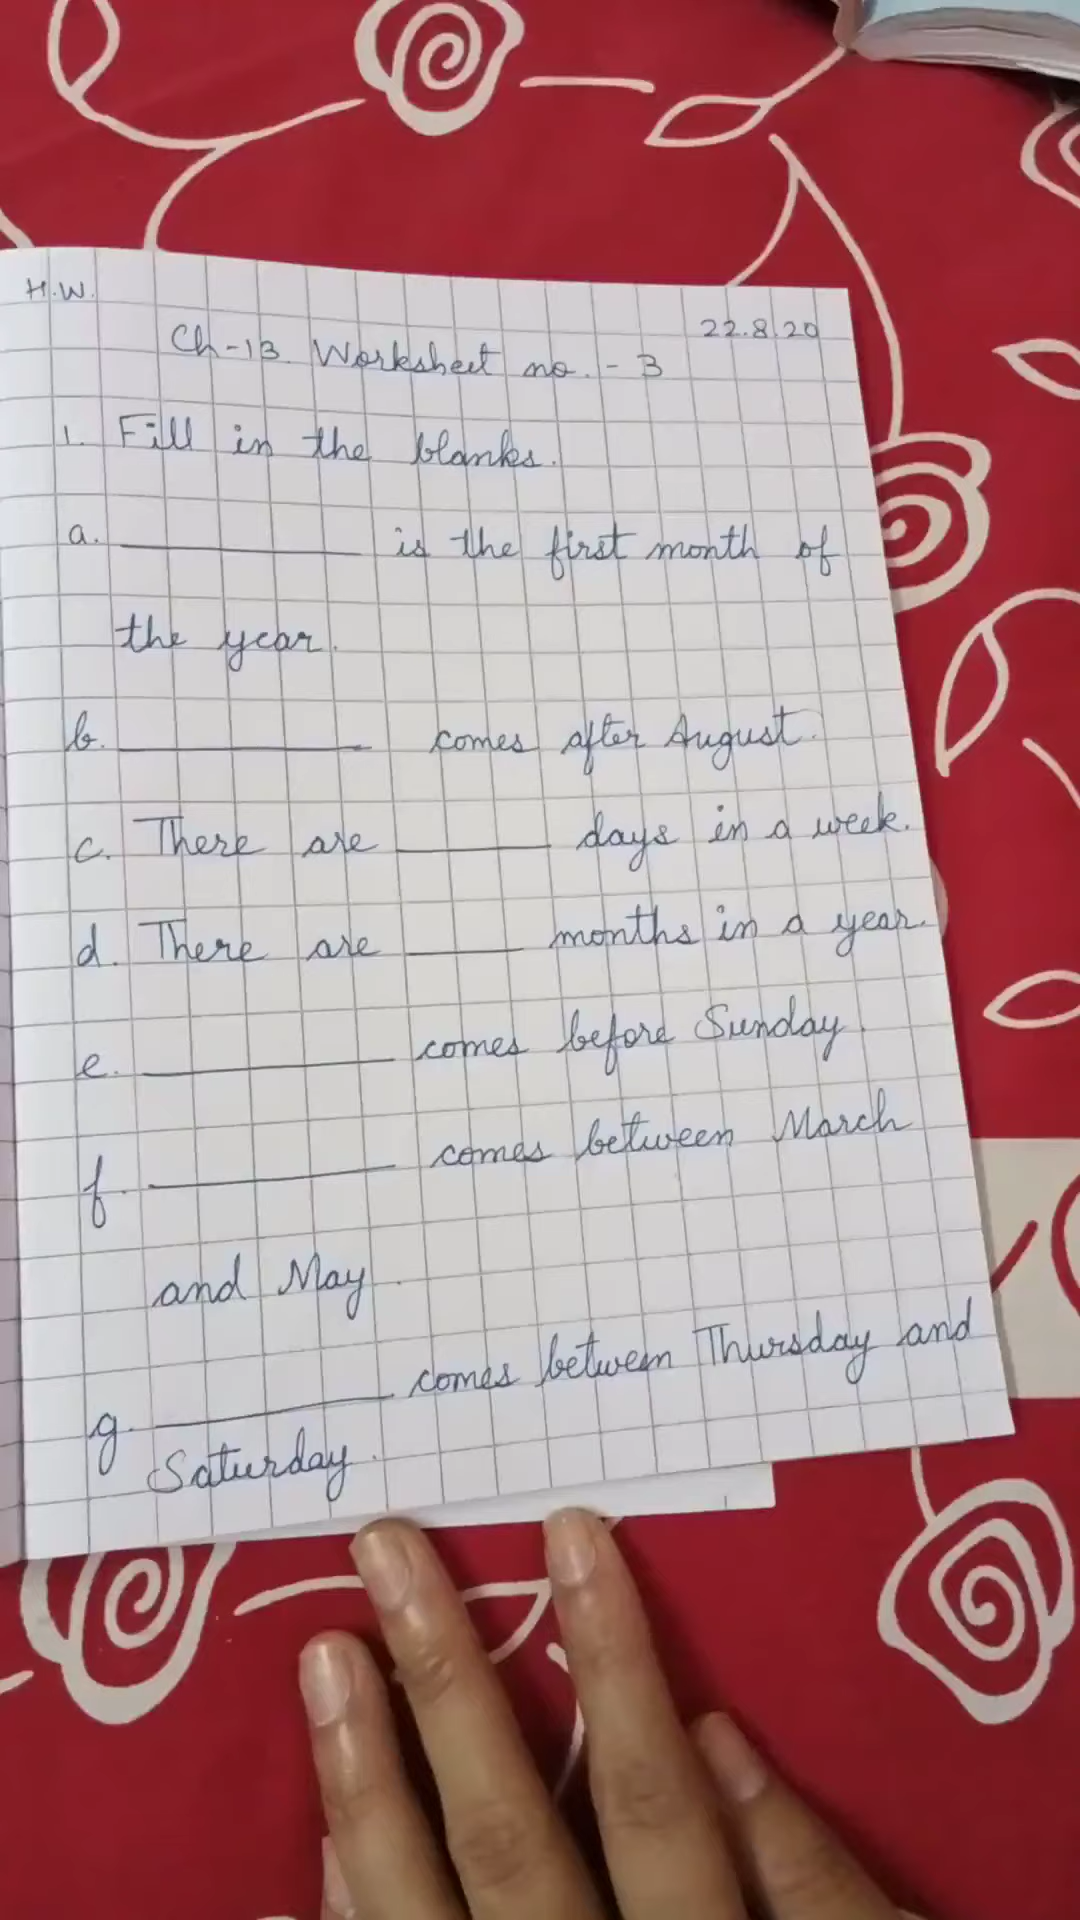 H.W.
22.8.20
Ch-13. Worksheet no.-3
1. Fill in the blanks.
a. __________ is the first month of
the year.
b. __________ comes after August.
c. There are ______ days in a week.
d. There are _____ months in a year.
e. __________ comes before Sunday.
f. __________ comes between March
and May.
g. __________ comes between Thursday and
Saturday.